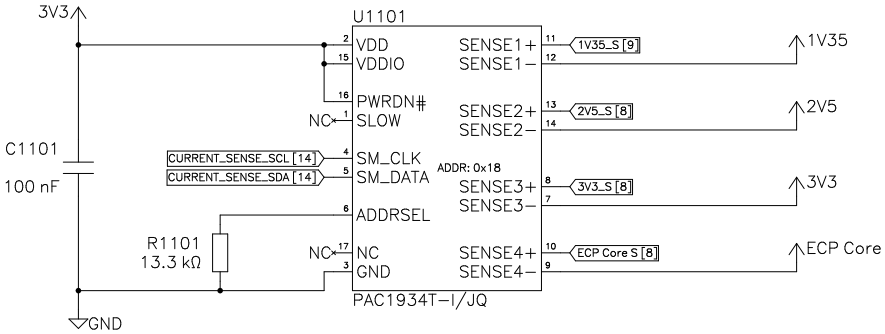 3V3
U1101
2 VDD
15 VDDIO
16 PWRDN#
NC 1 SLOW
CURRENT_SENSE_SCL [14] 4 SM_CLK
CURRENT_SENSE_SDA [14] 5 SM_DATA
6 ADDRSEL
NC 17 NC
3 GND
ADDR: 0x18
SENSE1+ 11 1V35_S [9]
SENSE1- 12 1V35
SENSE2+ 13 2V5_S [8]
SENSE2- 14 2V5
SENSE3+ 8 3V3_S [8]
SENSE3- 7 3V3
SENSE4+ 10 ECP Core S [8]
SENSE4- 9 ECP Core
PAC1934T-I/JQ
C1101
100 nF
R1101
13.3 kΩ
GND